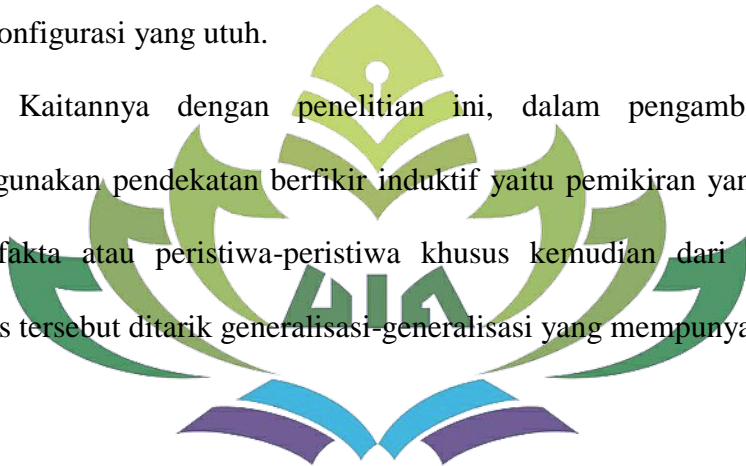 onfigurasi yang utuh.
Kaitannya dengan penelitian ini, dalam pengamb
gunakan pendekatan berfikir induktif yaitu pemikiran yan
fakta atau peristiwa-peristiwa khusus kemudian dari
UIN
s tersebut ditarik generalisasi-generalisasi yang mempunya